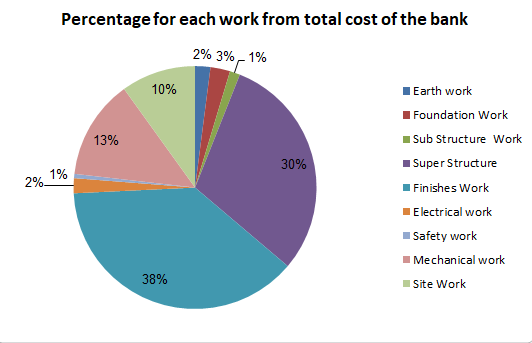 Percentage for each work from total cost of the bank
2%
3%
1%
10%
13%
30%
1%
2%
38%
Earth work
Foundation Work
Sub Structure Work
Super Structure
Finishes Work
Electrical work
Safety work
Mechanical work
Site Work